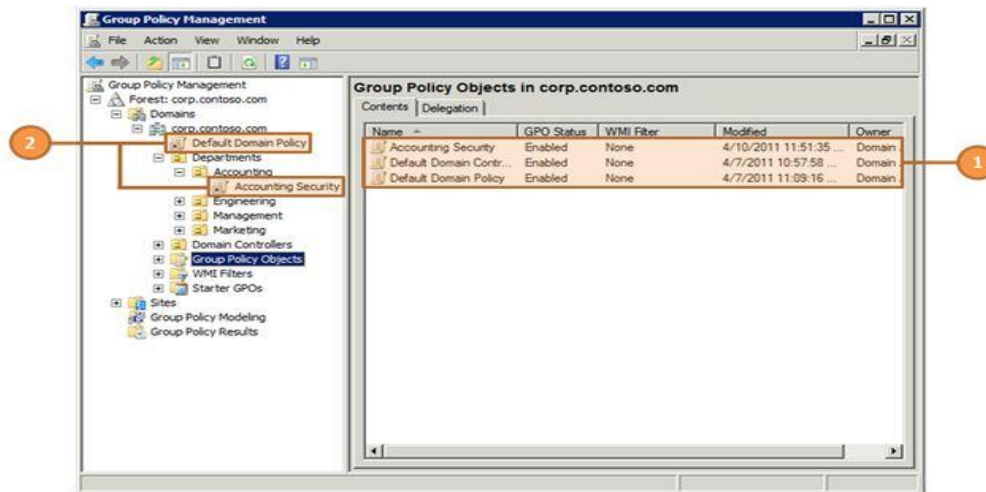 Group Policy Management
File Action View Window Help
Group Policy Management
Forest: corp.contoso.com
Domains
corp.contoso.com
Default Domain Policy
Departments
Accounting
Accounting Security
Engineering
Management
Marketing
Domain Controllers
Group Policy Objects
WMI Filters
Starter GPOs
Sites
Group Policy Modeling
Group Policy Results
2
Group Policy Objects in corp.contoso.com
Contents Delegation
Name GPO Status WMI Filter Modified Owner
Accounting Security Enabled None 4/10/2011 11:51:35 ... Domain
Default Domain Contr... Enabled None 4/7/2011 10:57:58 ... Domain
Default Domain Policy Enabled None 4/7/2011 11:09:16 ... Domain
1